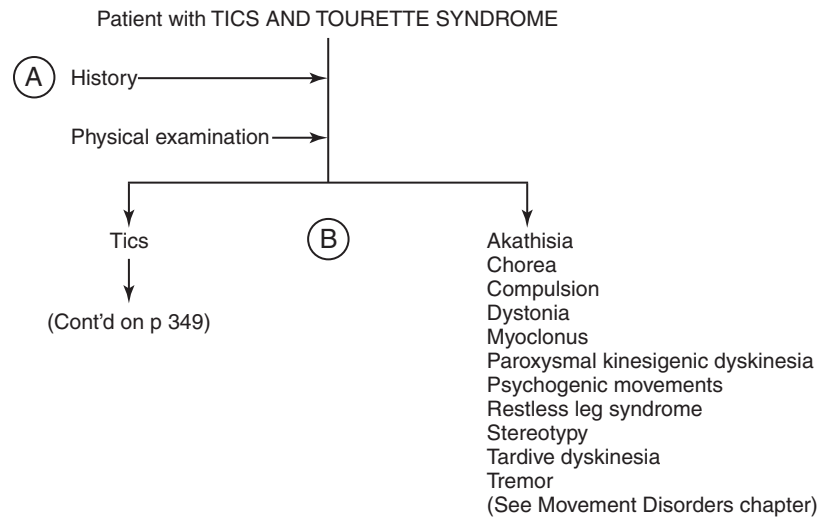 Patient with TICS AND TOURETTE SYNDROME
A History
Physical examination
Tics
(Cont'd on p 349)
B
Akathisia
Chorea
Compulsion
Dystonia
Myoclonus
Paroxysmal kinesigenic dyskinesia
Psychogenic movements
Restless leg syndrome
Stereotypy
Tardive dyskinesia
Tremor
(See Movement Disorders chapter)